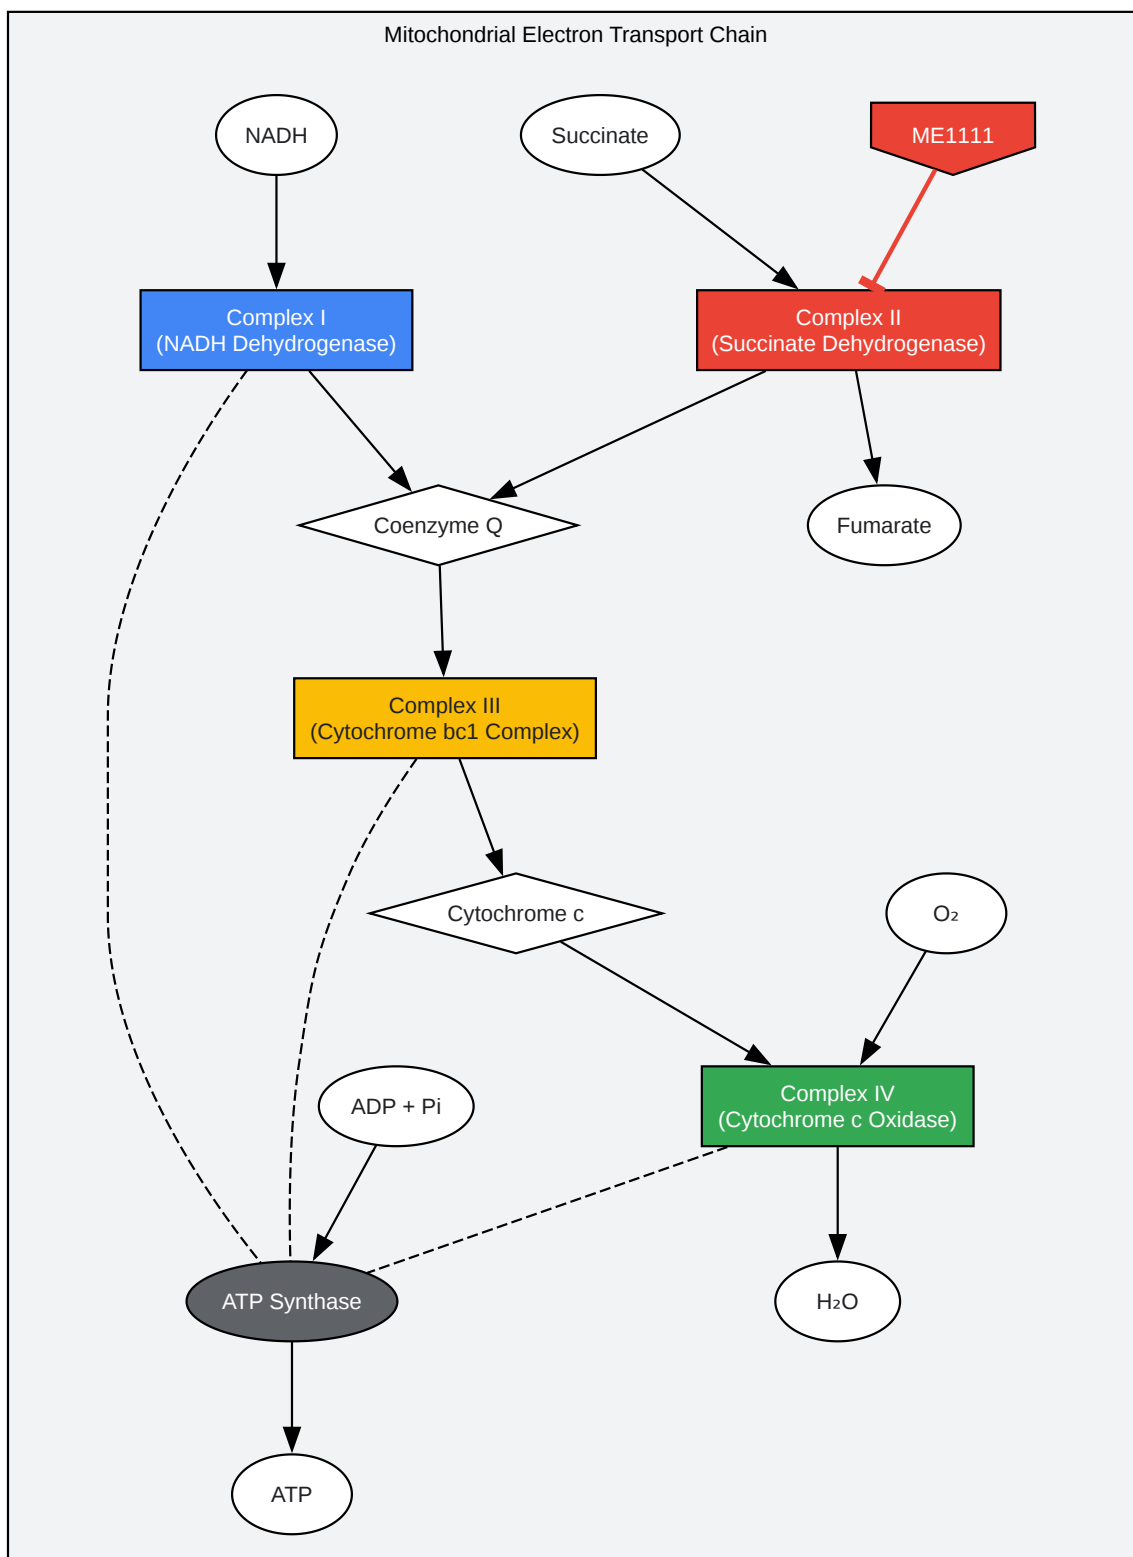 Mitochondrial Electron Transport Chain
NADH
Succinate
ME1111
Complex I
(NADH Dehydrogenase)
Complex II
(Succinate Dehydrogenase)
Coenzyme Q
Fumarate
Complex III
(Cytochrome bc1 Complex)
Cytochrome c
O₂
ADP + Pi
Complex IV
(Cytochrome c Oxidase)
ATP Synthase
H₂O
ATP